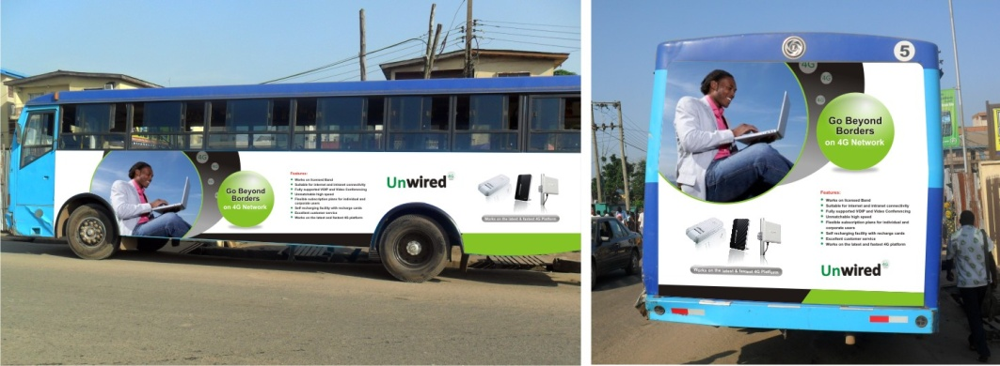 4G
4G
4G
Go Beyond
Borders
on 4G Network
Features:
Works on licensed Band
Suitable for internet and intranet connectivity
Fully supported VOIP and Video Conferencing
Unmatchable high speed
Flexible subscription plans for individual and
corporate users
Self recharging facility with recharge cards
Excellent customer service
Works on the latest and fastest 4G platform
Unwired
4G
Works on the latest & fastest 4G Platform
5
4G
4G
4G
Go Beyond
Borders
on 4G Network
Features:
Works on licensed Band
Suitable for internet and intranet connectivity
Fully supported VOIP and Video Conferencing
Unmatchable high speed
Flexible subscription plans for individual and
corporate users
Self recharging facility with recharge cards
Excellent customer service
Works on the latest and fastest 4G platform
Works on the latest & fastest 4G Platform
Unwired
4G